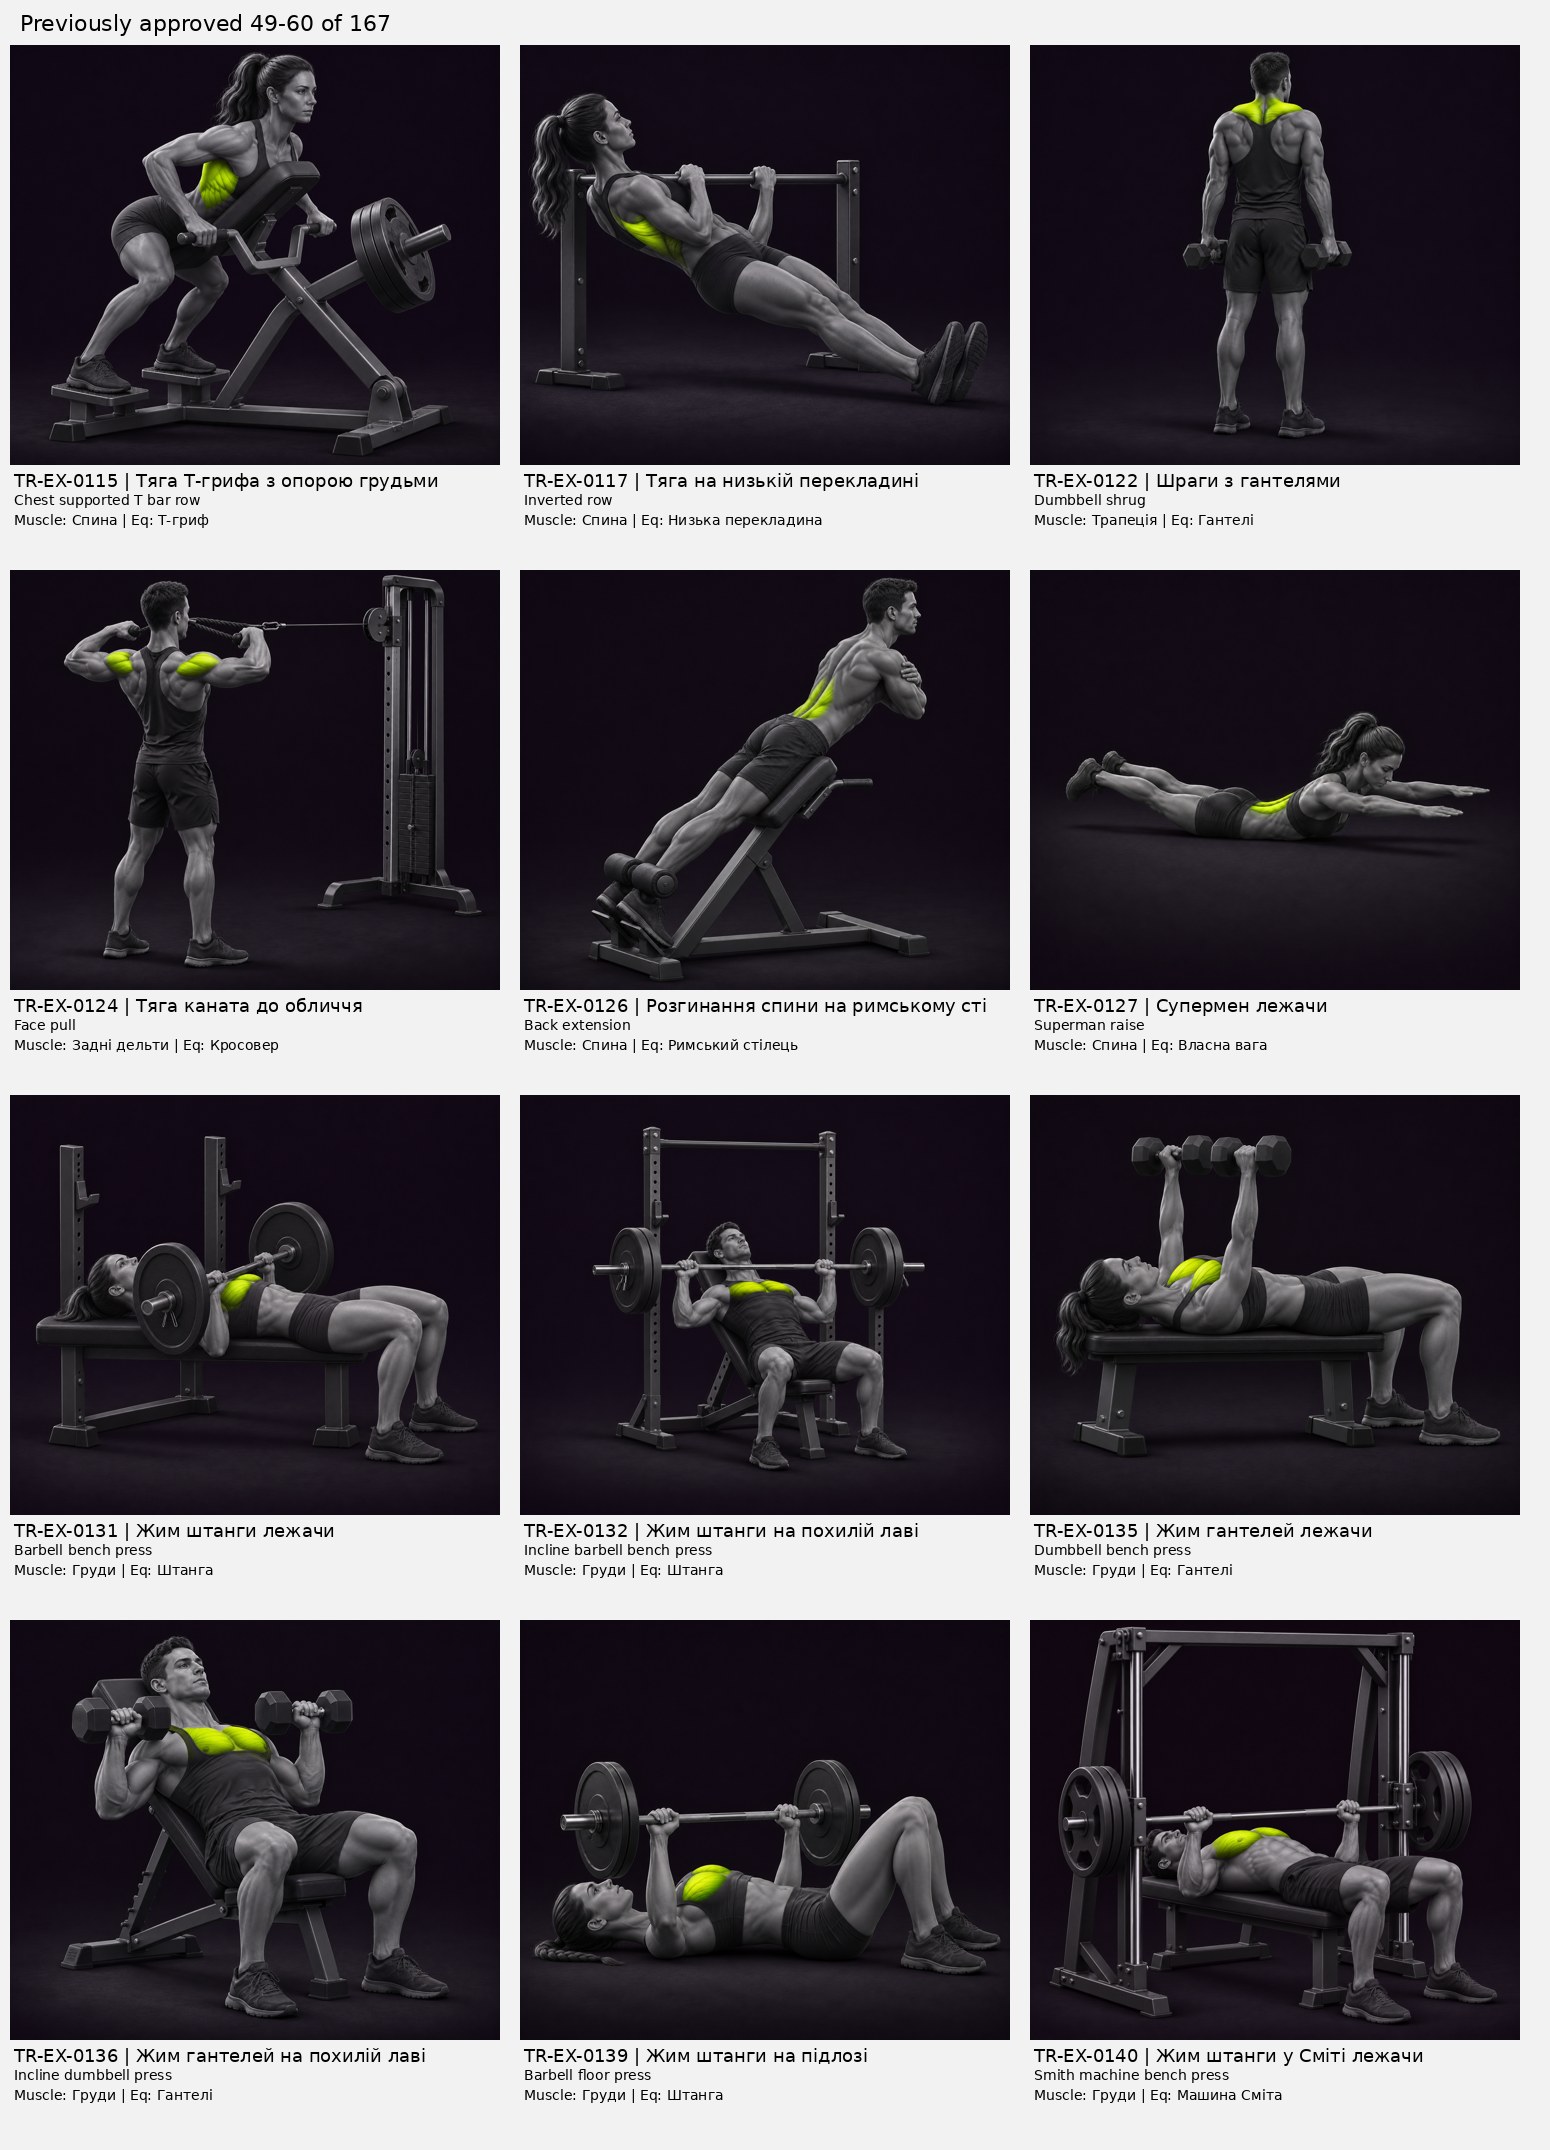 Previously approved 49-60 of 167
TR-EX-0115 | Тяга Т-грифа з опорою грудьми
Chest supported T bar row
Muscle: Спина | Eq: Т-гриф
TR-EX-0117 | Тяга на низькій перекладині
Inverted row
Muscle: Спина | Eq: Низька перекладина
TR-EX-0122 | Шраги з гантелями
Dumbbell shrug
Muscle: Трапеція | Eq: Гантелі
TR-EX-0124 | Тяга каната до обличчя
Face pull
Muscle: Задні дельти | Eq: Кросовер
TR-EX-0126 | Розгинання спини на римському сті
Back extension
Muscle: Спина | Eq: Римський стілець
TR-EX-0127 | Супермен лежачи
Superman raise
Muscle: Спина | Eq: Власна вага
TR-EX-0131 | Жим штанги лежачи
Barbell bench press
Muscle: Груди | Eq: Штанга
TR-EX-0132 | Жим штанги на похилій лаві
Incline barbell bench press
Muscle: Груди | Eq: Штанга
TR-EX-0135 | Жим гантелей лежачи
Dumbbell bench press
Muscle: Груди | Eq: Гантелі
TR-EX-0136 | Жим гантелей на похилій лаві
Incline dumbbell press
Muscle: Груди | Eq: Гантелі
TR-EX-0139 | Жим штанги на підлозі
Barbell floor press
Muscle: Груди | Eq: Штанга
TR-EX-0140 | Жим штанги у Сміті лежачи
Smith machine bench press
Muscle: Груди | Eq: Машина Сміта